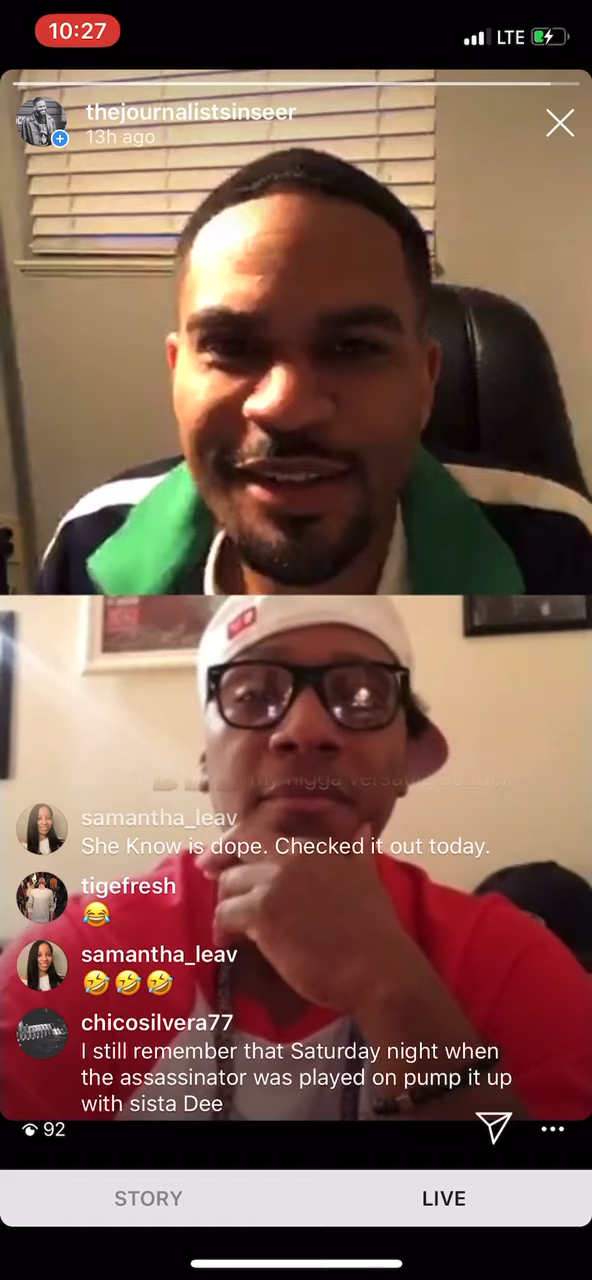 10:27
LTE
thejournalistsinseer
13h ago
samantha_leav
She Know is dope. Checked it out today.
tigefresh
😂
samantha_leav
🤣🤣🤣
chicosilvera77
I still remember that Saturday night when
the assassinator was played on pump it up
with sista Dee
92
STORY
LIVE